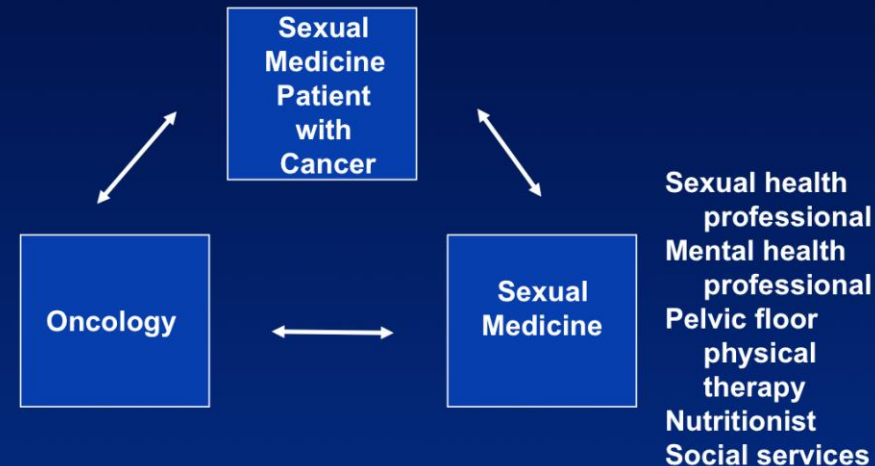 Sexual
Medicine
Patient
with
Cancer
Oncology
Sexual
Medicine
Sexual health
professional
Mental health
professional
Pelvic floor
physical
therapy
Nutritionist
Social services